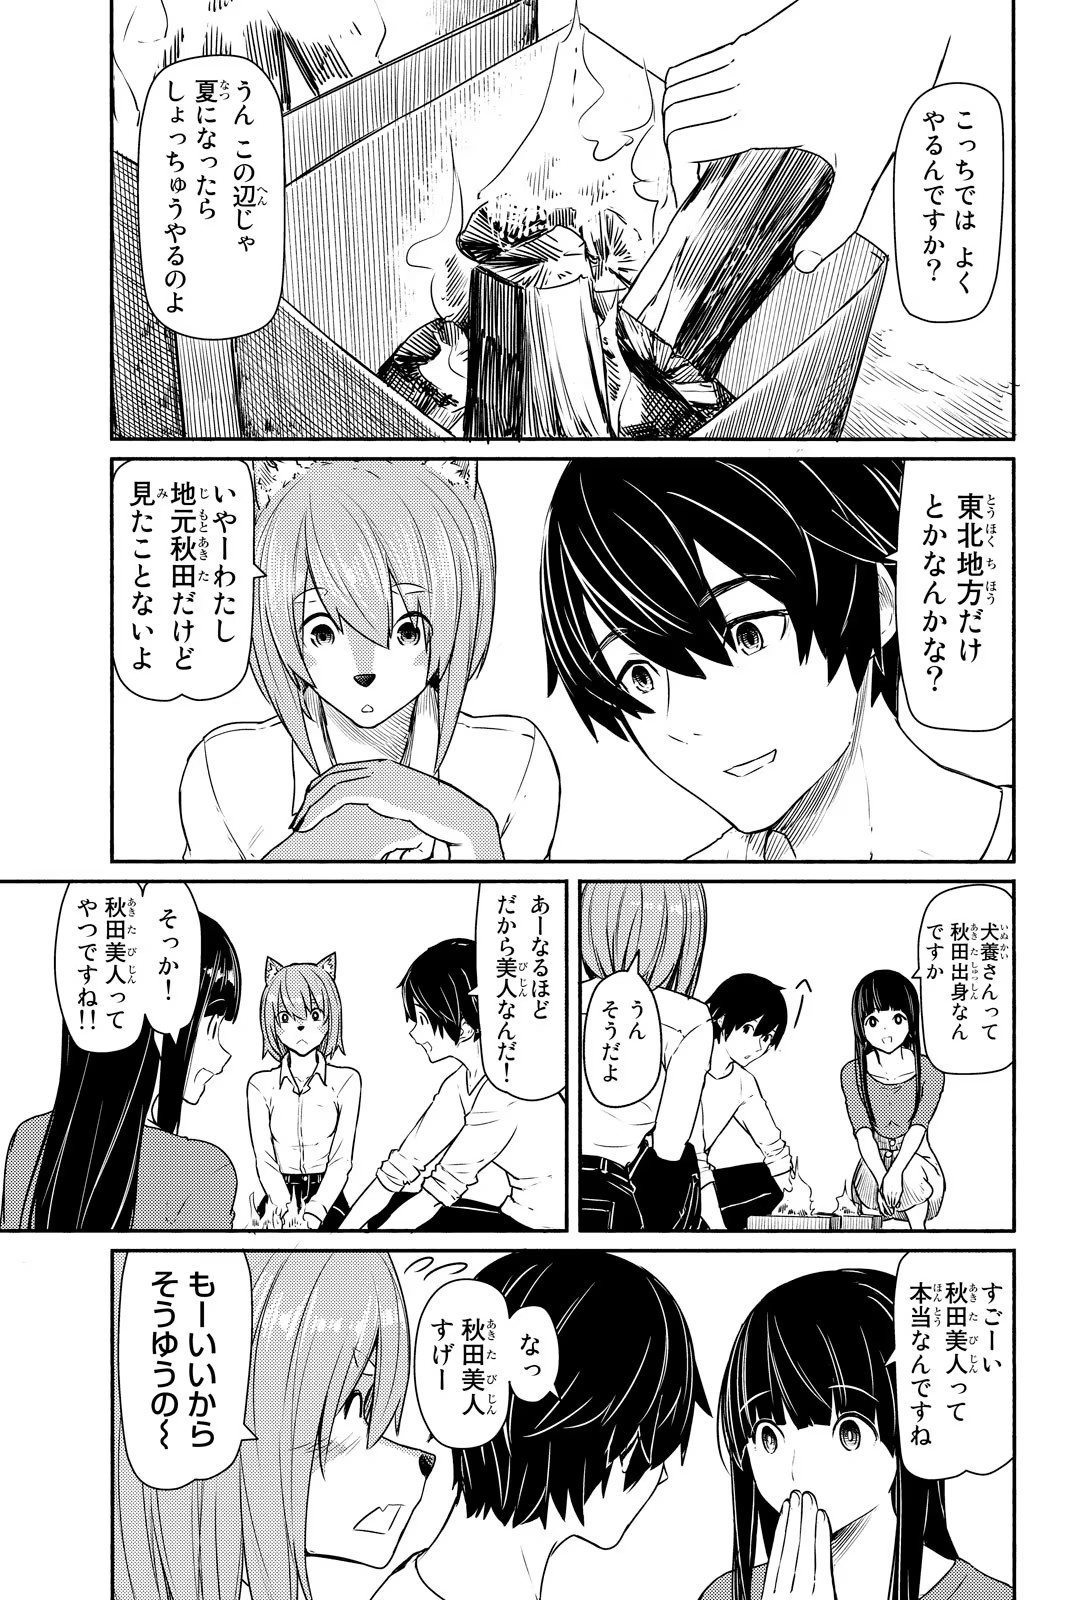 こっちでは よく
やるんですか？
うん この辺じゃ
夏になったら
しょっちゅうやるのよ
東北地方だけ
とかなんかな？
いやーわたし
地元秋田だけど
見たことないよ
犬養さんって
秋田出身なん
ですか
うん
そうだよ
あーなるほど
だから美人なんだ！
そっか！
秋田美人って
やつですね!!
すごーい
秋田美人って
本当なんですね
なっ
秋田美人
すげー
もーいいから
そうゆうの〜